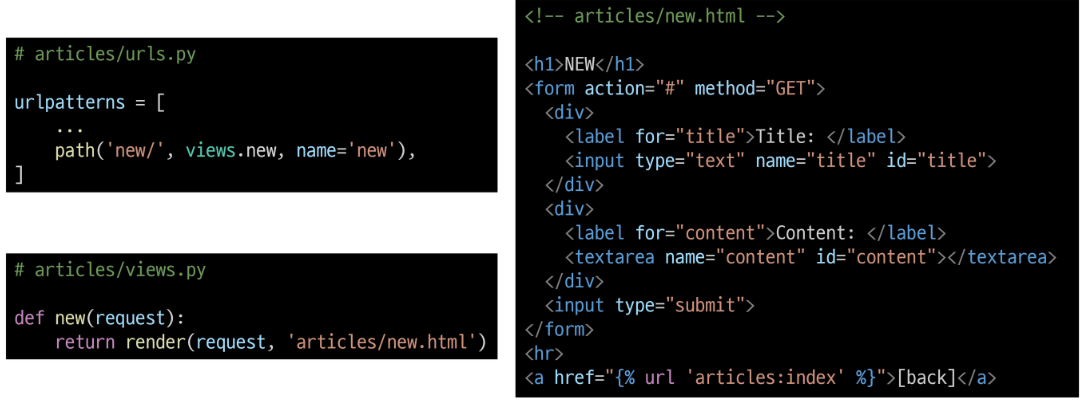 # articles/urls.py
urlpatterns = [
    ...
    path('new/', views.new, name='new'),
]
# articles/views.py
def new(request):
    return render(request, 'articles/new.html')
<!-- articles/new.html -->
<h1>NEW</h1>
<form action="#" method="GET">
  <div>
    <label for="title">Title: </label>
    <input type="text" name="title" id="title">
  </div>
  <div>
    <label for="content">Content: </label>
    <textarea name="content" id="content"></textarea>
  </div>
  <input type="submit">
</form>
<hr>
<a href="{% url 'articles:index' %}">[back]</a>